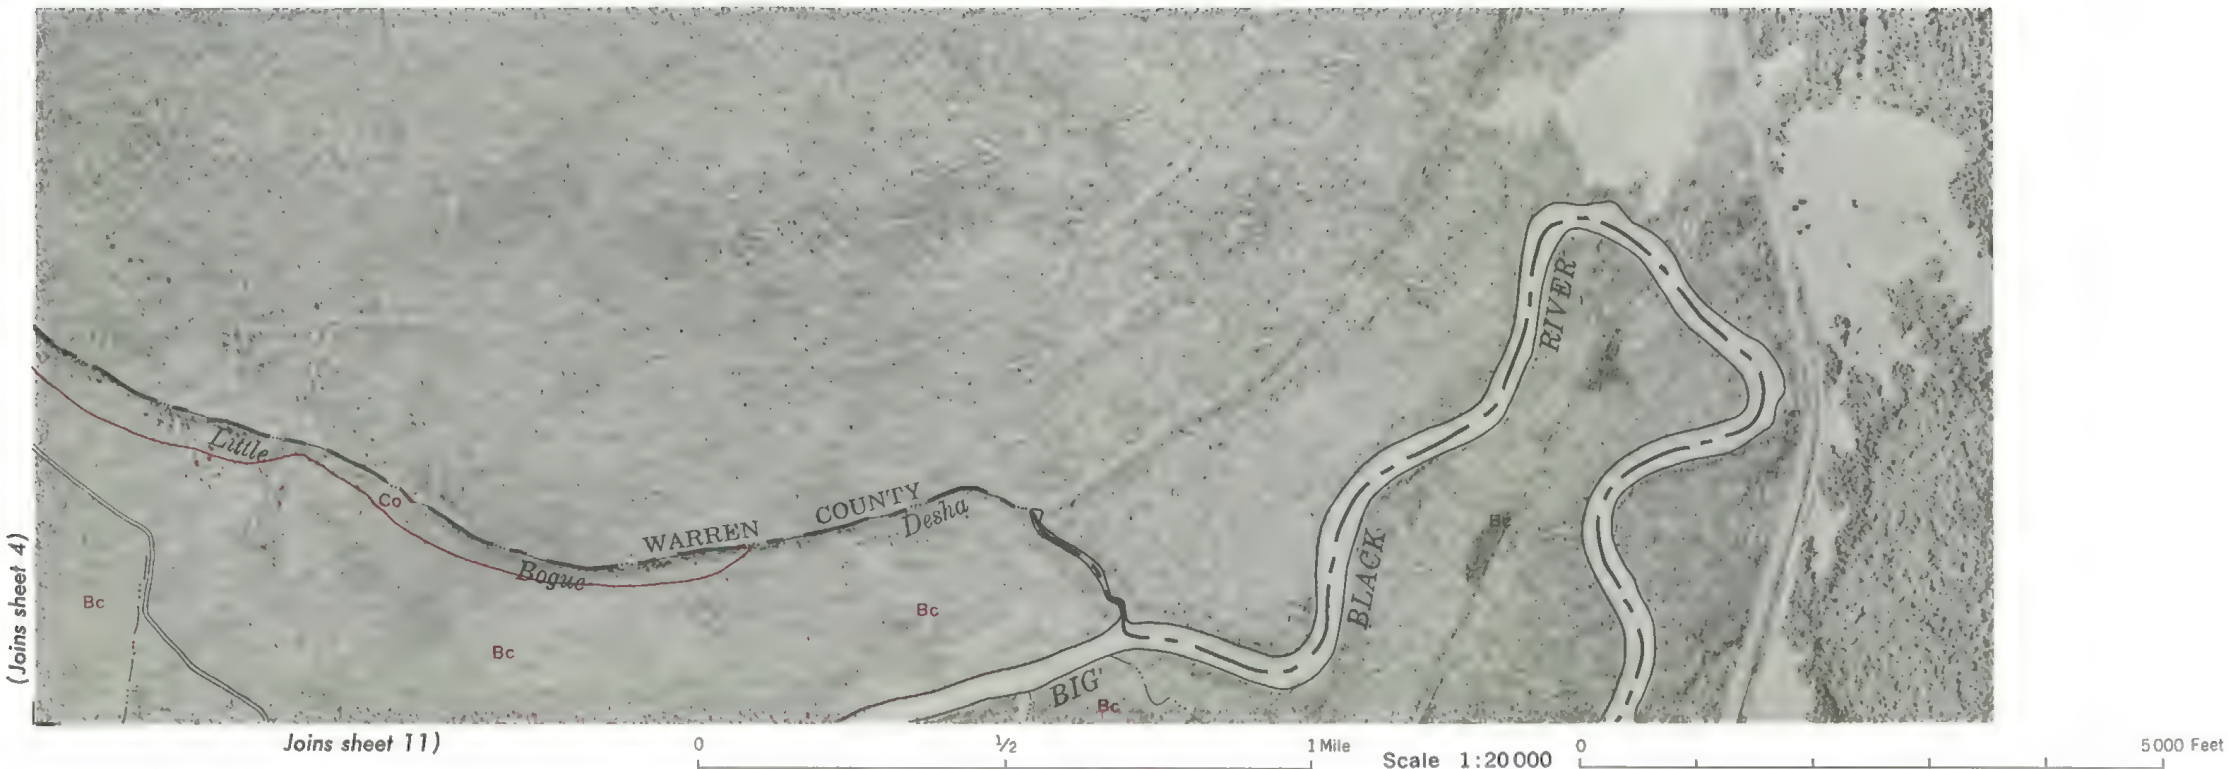 RIVER
Little
Co
WARREN COUNTY
Desha
Bogue
BLACK
Bc
Bc
Bc
Bc
BIG
Bc
(Joins sheet 4)
Joins sheet 11)
0 ½ 1 Mile
Scale 1:20 000
0 5000 Feet